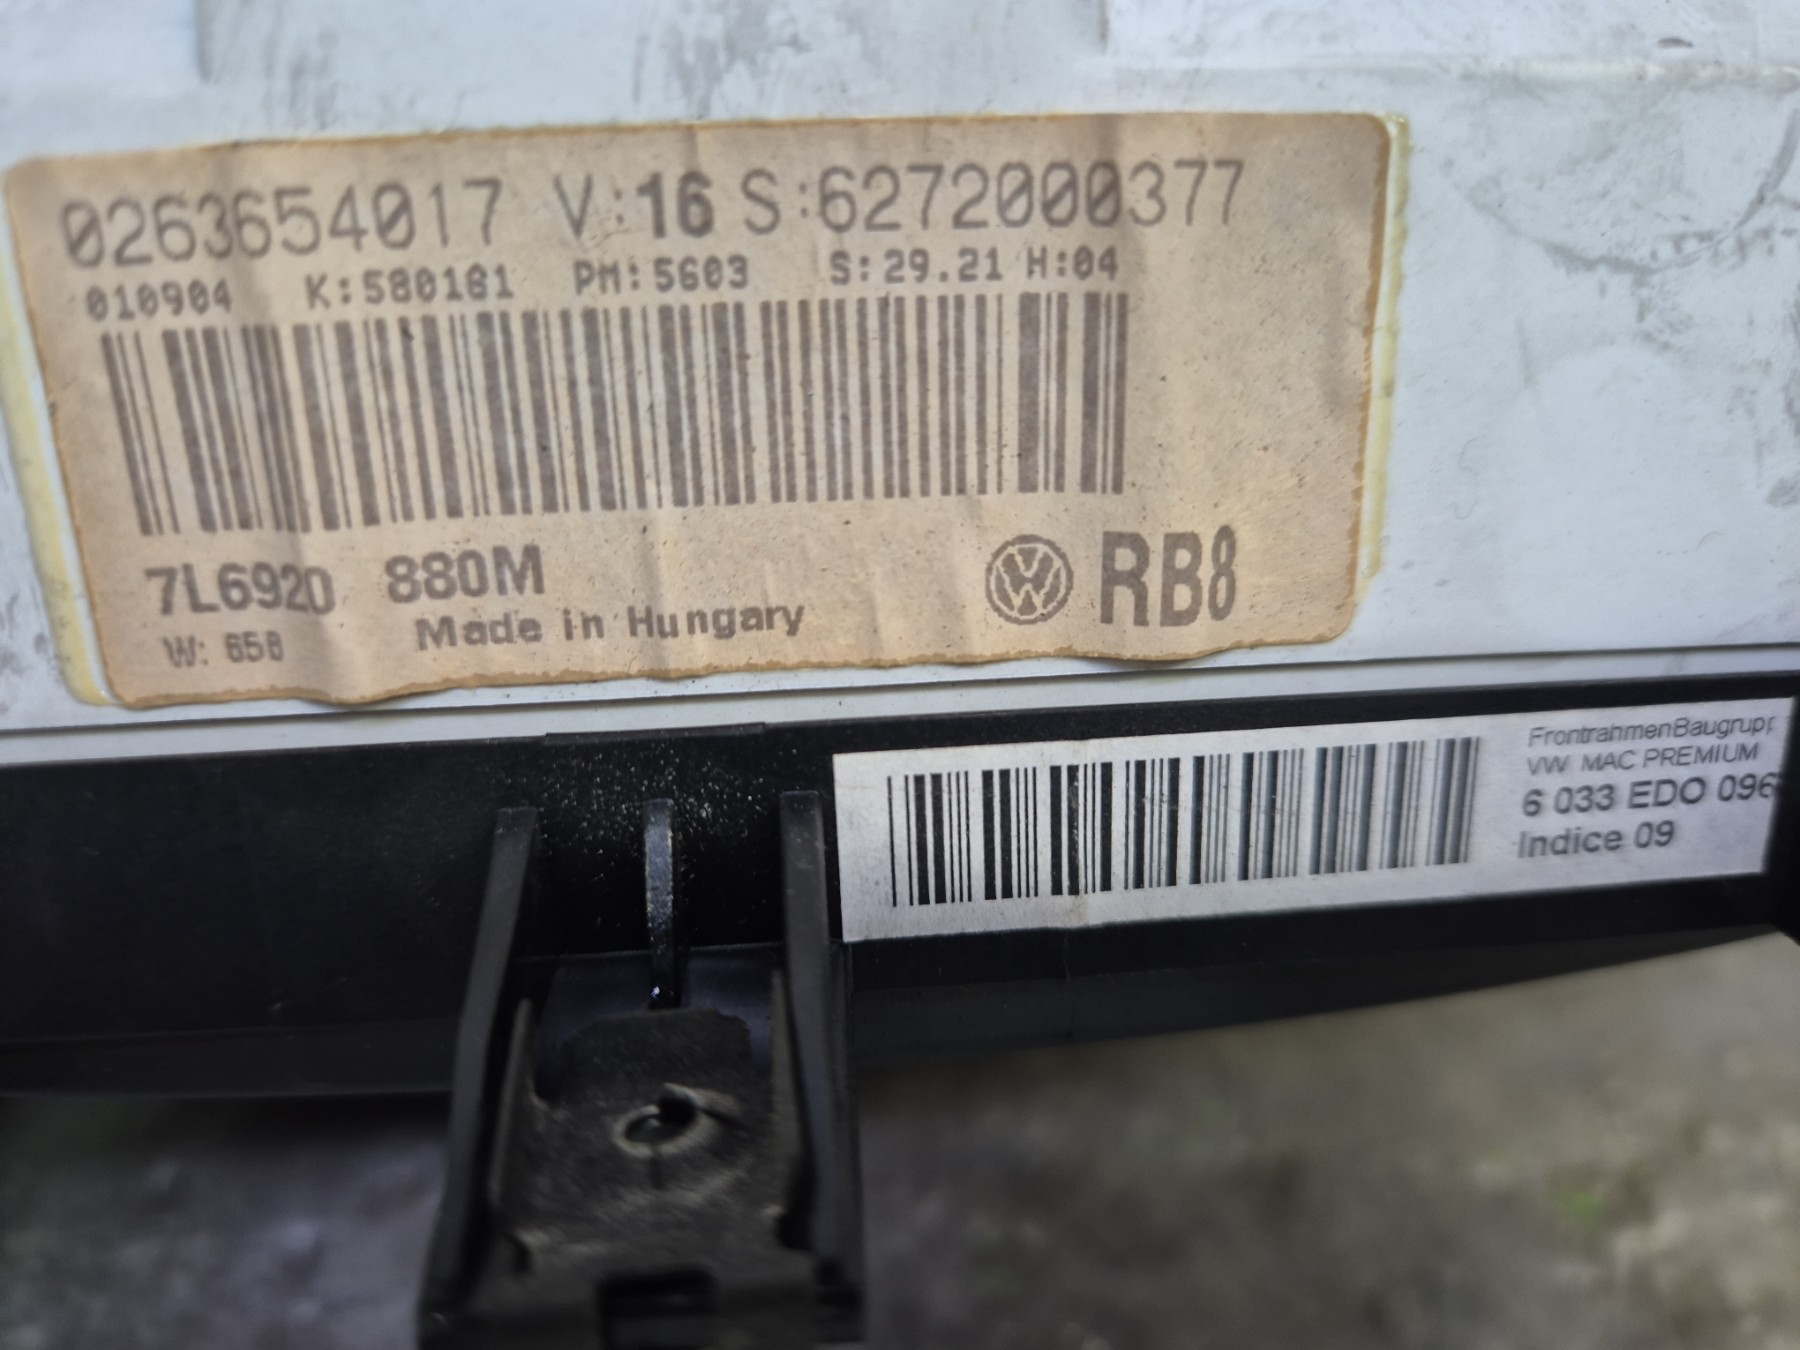 0263654017 V:16 S:6272000377
010904 K:580181 PM:5603 S:29.21 H:04
7L6920 880M
RB8
W: 658
Made in Hungary
FrontrahmenBaugrupp
VW MAC PREMIUM
6 033 EDO 096
Indice 09